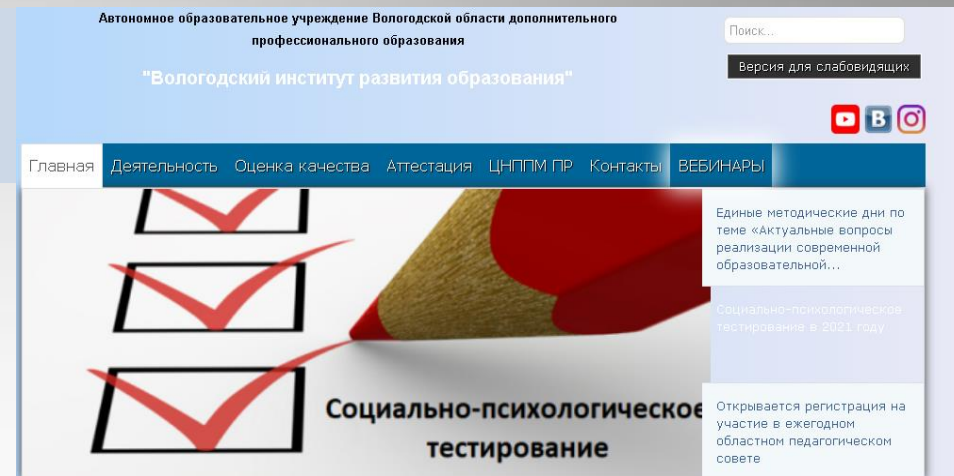 Автономное образовательное учреждение Вологодской области дополнительного
профессионального образования
"Вологодский институт развития образования"
Поиск...
Версия для слабовидящих
Главная Деятельность Оценка качества Аттестация ЦНППМ ПР Контакты ВЕБИНАРЫ
Единые методические дни по
теме «Актуальные вопросы
реализации современной
образовательной...
Социально-психологическое
тестирование в 2021 году
Социально-психологическое
тестирование
Открывается регистрация на
участие в ежегодном
областном педагогическом
совете